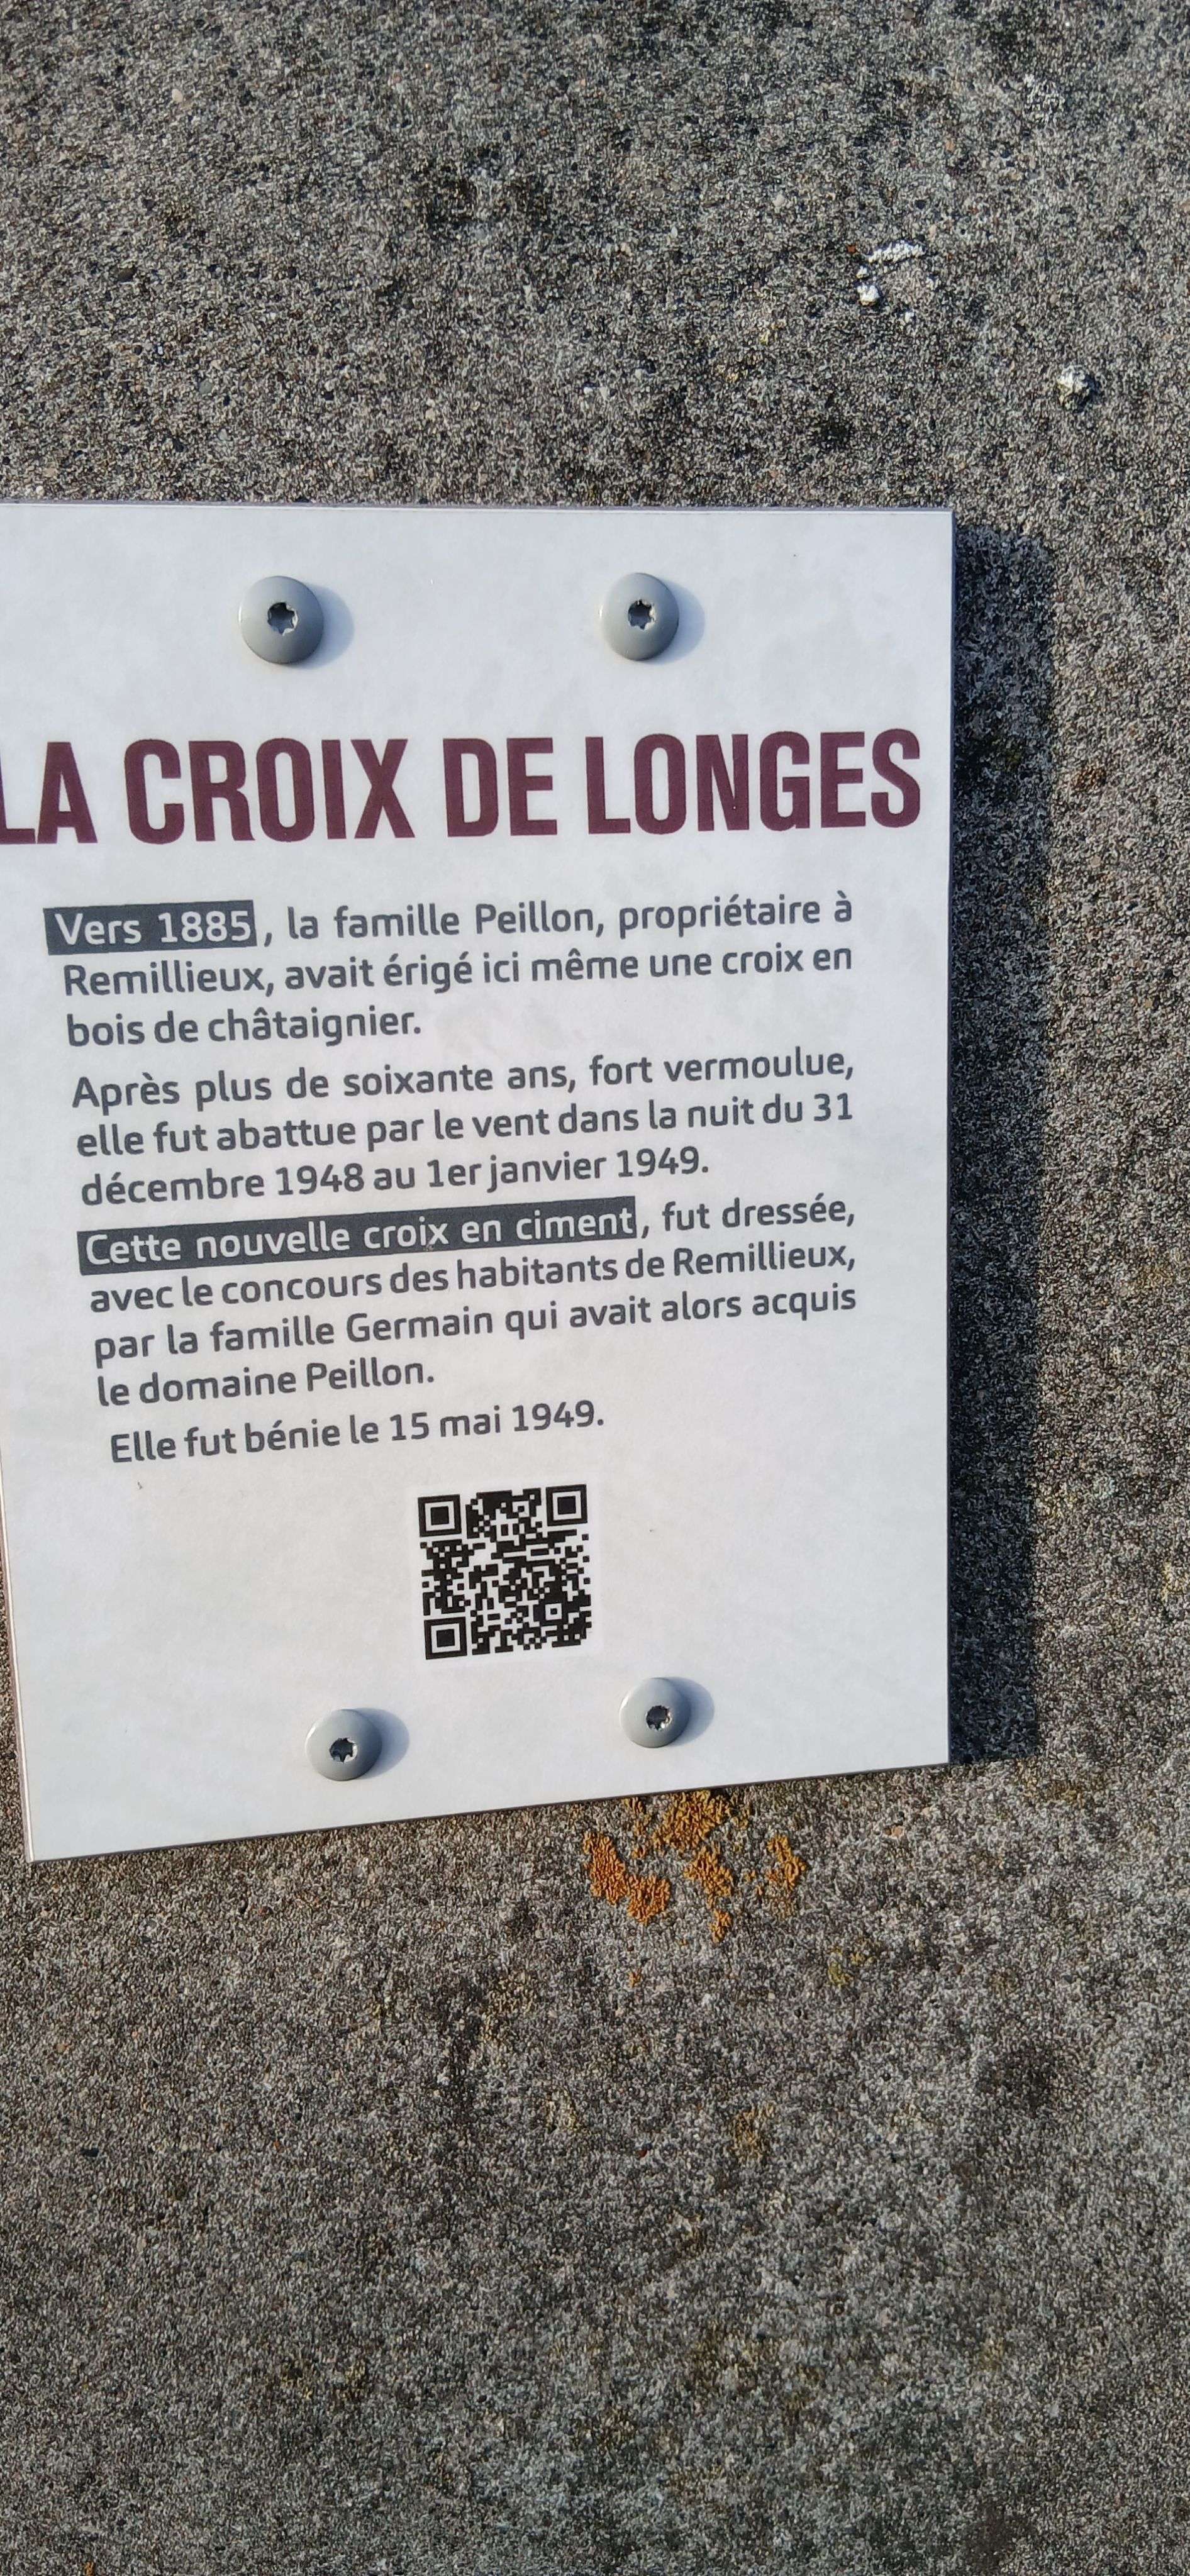 LA CROIX DE LONGES
Vers 1885, la famille Peillon, propriétaire à
Remillieux, avait érigé ici même une croix en
bois de châtaignier.
Après plus de soixante ans, fort vermoulue,
elle fut abattue par le vent dans la nuit du 31
décembre 1948 au 1er janvier 1949.
Cette nouvelle croix en ciment, fut dressée,
avec le concours des habitants de Remillieux,
par la famille Germain qui avait alors acquis
le domaine Peillon.
Elle fut bénie le 15 mai 1949.